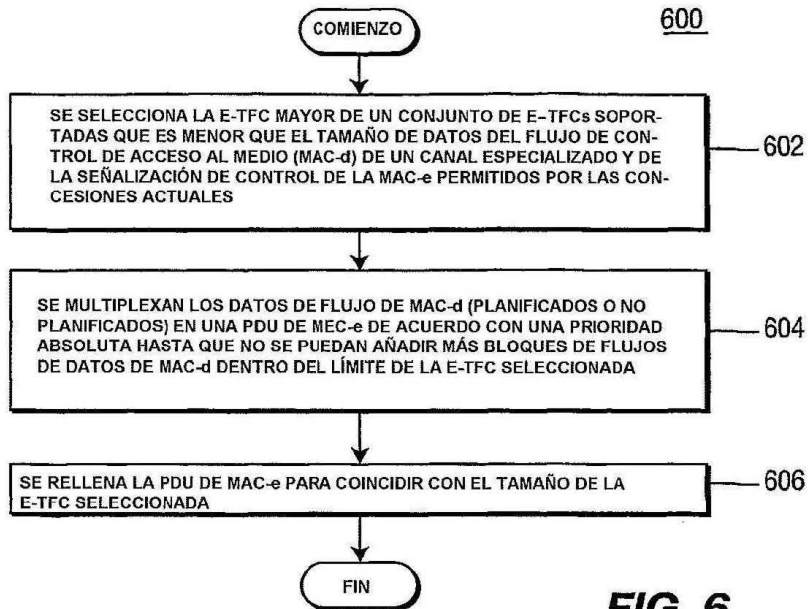 COMIENZO
600
SE SELECCIONA LA E-TFC MAYOR DE UN CONJUNTO DE E-TFCs SOPOR-
TADAS QUE ES MENOR QUE EL TAMAÑO DE DATOS DEL FLUJO DE CON-
TROL DE ACCESO AL MEDIO (MAC-d) DE UN CANAL ESPECIALIZADO Y DE
LA SEÑALIZACIÓN DE CONTROL DE LA MAC-e PERMITIDOS POR LAS CON-
CESIONES ACTUALES
602
SE MULTIPLEXAN LOS DATOS DE FLUJO DE MAC-d (PLANIFICADOS O NO
PLANIFICADOS) EN UNA PDU DE MEC-e DE ACUERDO CON UNA PRIORIDAD
ABSOLUTA HASTA QUE NO SE PUEDAN AÑADIR MÁS BLOQUES DE FLUJOS
DE DATOS DE MAC-d DENTRO DEL LÍMITE DE LA E-TFC SELECCIONADA
604
SE RELLENA LA PDU DE MAC-e PARA COINCIDIR CON EL TAMAÑO DE LA
E-TFC SELECCIONADA
606
FIN
FIG. 6